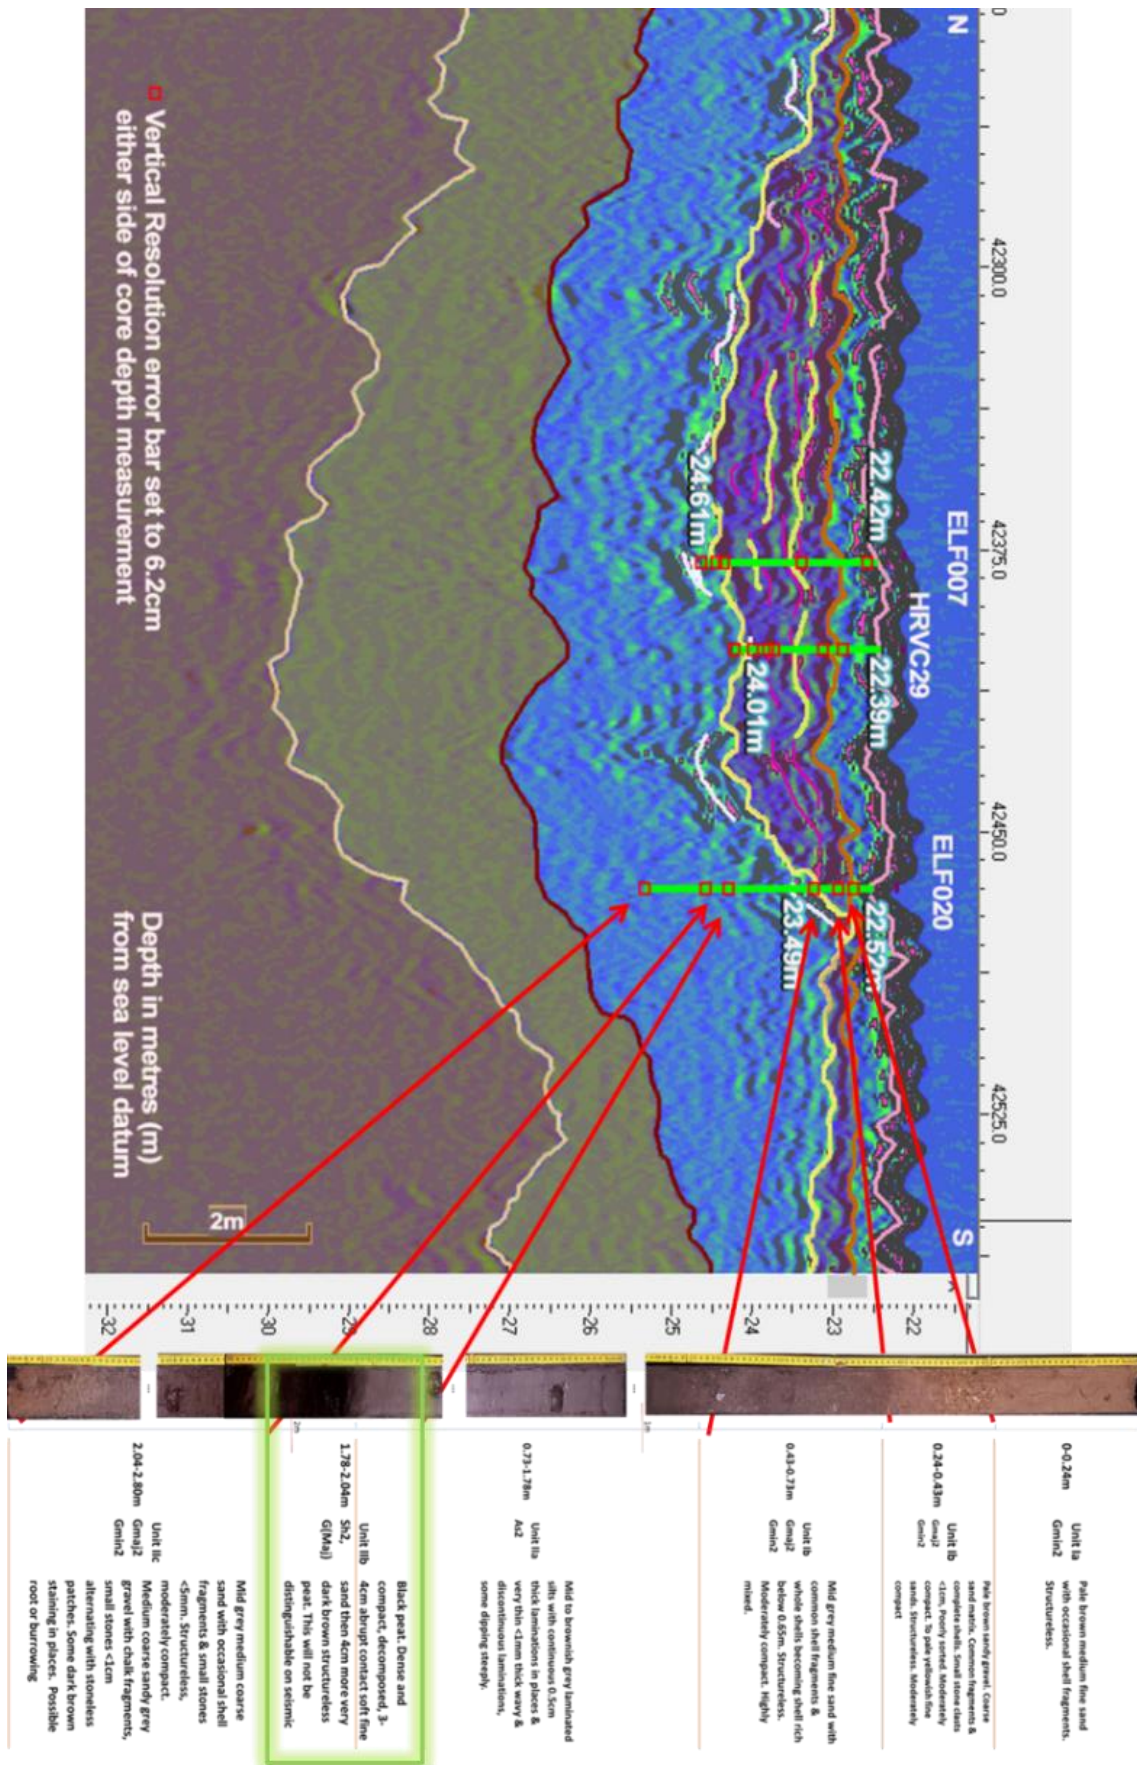 N
S
ELF007
HRVC29
ELF020
0
42300.0
42375.0
42450.0
42525.0
22.42m
22.39m
22.52m
24.61m
24.01m
23.49m
Vertical Resolution error bar set to 6.2cm
either side of core depth measurement
Depth in metres (m)
from sea level datum
2m
-22
-23
-24
-25
-26
-27
-28
-29
-30
-31
-32
1m
2m
0-0.24m
Unit Ia
Gmin2
Pale brown medium fine sand
with occasional shell fragments.
Structureless.
0.24-0.43m
Unit Ib
Gmaj2
Gmin2
Pale brown sandy gravel. Coarse
sand matrix. Common fragments &
complete shells. Small stone clasts
<1cm, Poorly sorted. Moderately
compact. To pale yellowish fine
sands. Structureless. Moderately
compact
0.43-0.73m
Unit Ib
Gmaj2
Gmin2
Mid grey medium fine sand with
common shell fragments &
whole shells becoming shell rich
below 0.65m. Structureless.
Moderately compact. Highly
mixed.
0.73-1.78m
Unit IIa
As2
Mid to brownish grey laminated
silts with continuous 0.5cm
thick laminations in places &
very thin <1mm thick wavy &
discontinuous laminations,
some dipping steeply.
1.78-2.04m
Unit IIb
Sh2,
G(Maj)
Black peat. Dense and
compact, decomposed, 3-
4cm abrupt contact soft fine
sand then 4cm more very
dark brown structureless
peat. This will not be
distinguishable on seismic
2.04-2.80m
Unit IIc
Gmaj2
Gmin2
Mid grey medium coarse
sand with occasional shell
fragments & small stones
<5mm. Structureless,
moderately compact.
Medium coarse sandy grey
gravel with chalk fragments,
small stones <1cm
alternating with stoneless
patches. Some dark brown
staining in places. Possible
root or burrowing